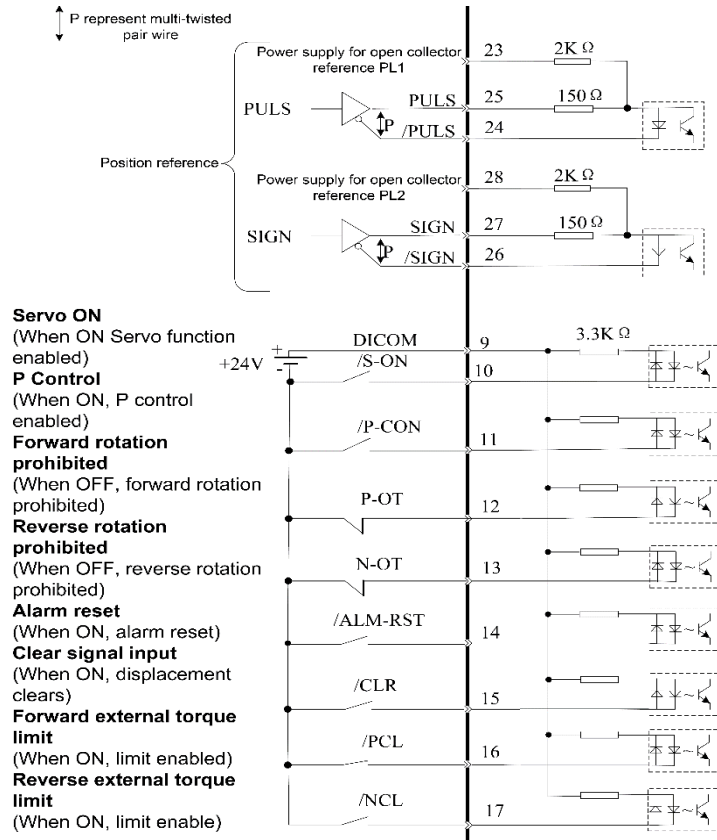 P represent multi-twisted
pair wire
Power supply for open collector
reference PL1
23
2K Ω
PULS
PULS
25
150 Ω
P
/PULS
24
Position reference
Power supply for open collector
reference PL2
28
2K Ω
SIGN
SIGN
27
150 Ω
P
/SIGN
26
Servo ON
(When ON Servo function
enabled)
P Control
(When ON, P control
enabled)
Forward rotation
prohibited
(When OFF, forward rotation
prohibited)
Reverse rotation
prohibited
(When OFF, reverse rotation
prohibited)
Alarm reset
(When ON, alarm reset)
Clear signal input
(When ON, displacement
clears)
Forward external torque
limit
(When ON, limit enabled)
Reverse external torque
limit
(When ON, limit enable)
+
+24V
-
DICOM
9
3.3K Ω
/S-ON
10
/P-CON
11
P-OT
12
N-OT
13
/ALM-RST
14
/CLR
15
/PCL
16
/NCL
17